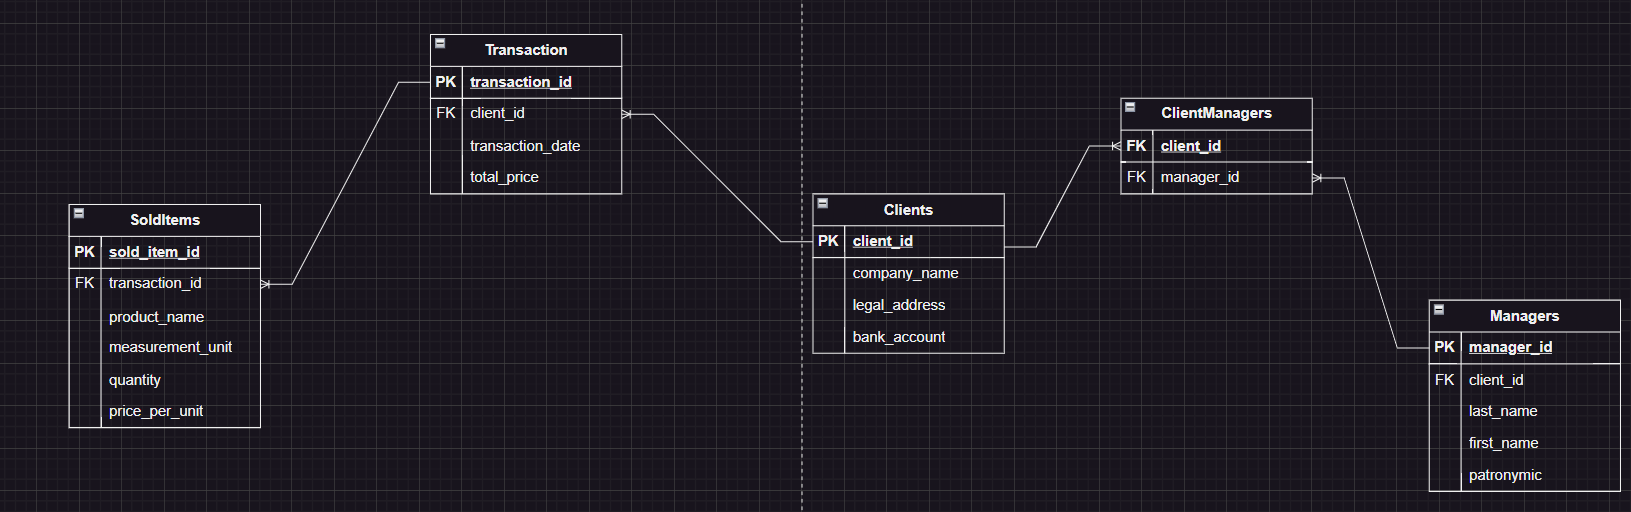 Transaction
PK transaction_id
FK client_id
transaction_date
total_price
SoldItems
PK sold_item_id
FK transaction_id
product_name
measurement_unit
quantity
price_per_unit
Clients
PK client_id
company_name
legal_address
bank_account
ClientManagers
FK client_id
FK manager_id
Managers
PK manager_id
FK client_id
last_name
first_name
patronymic